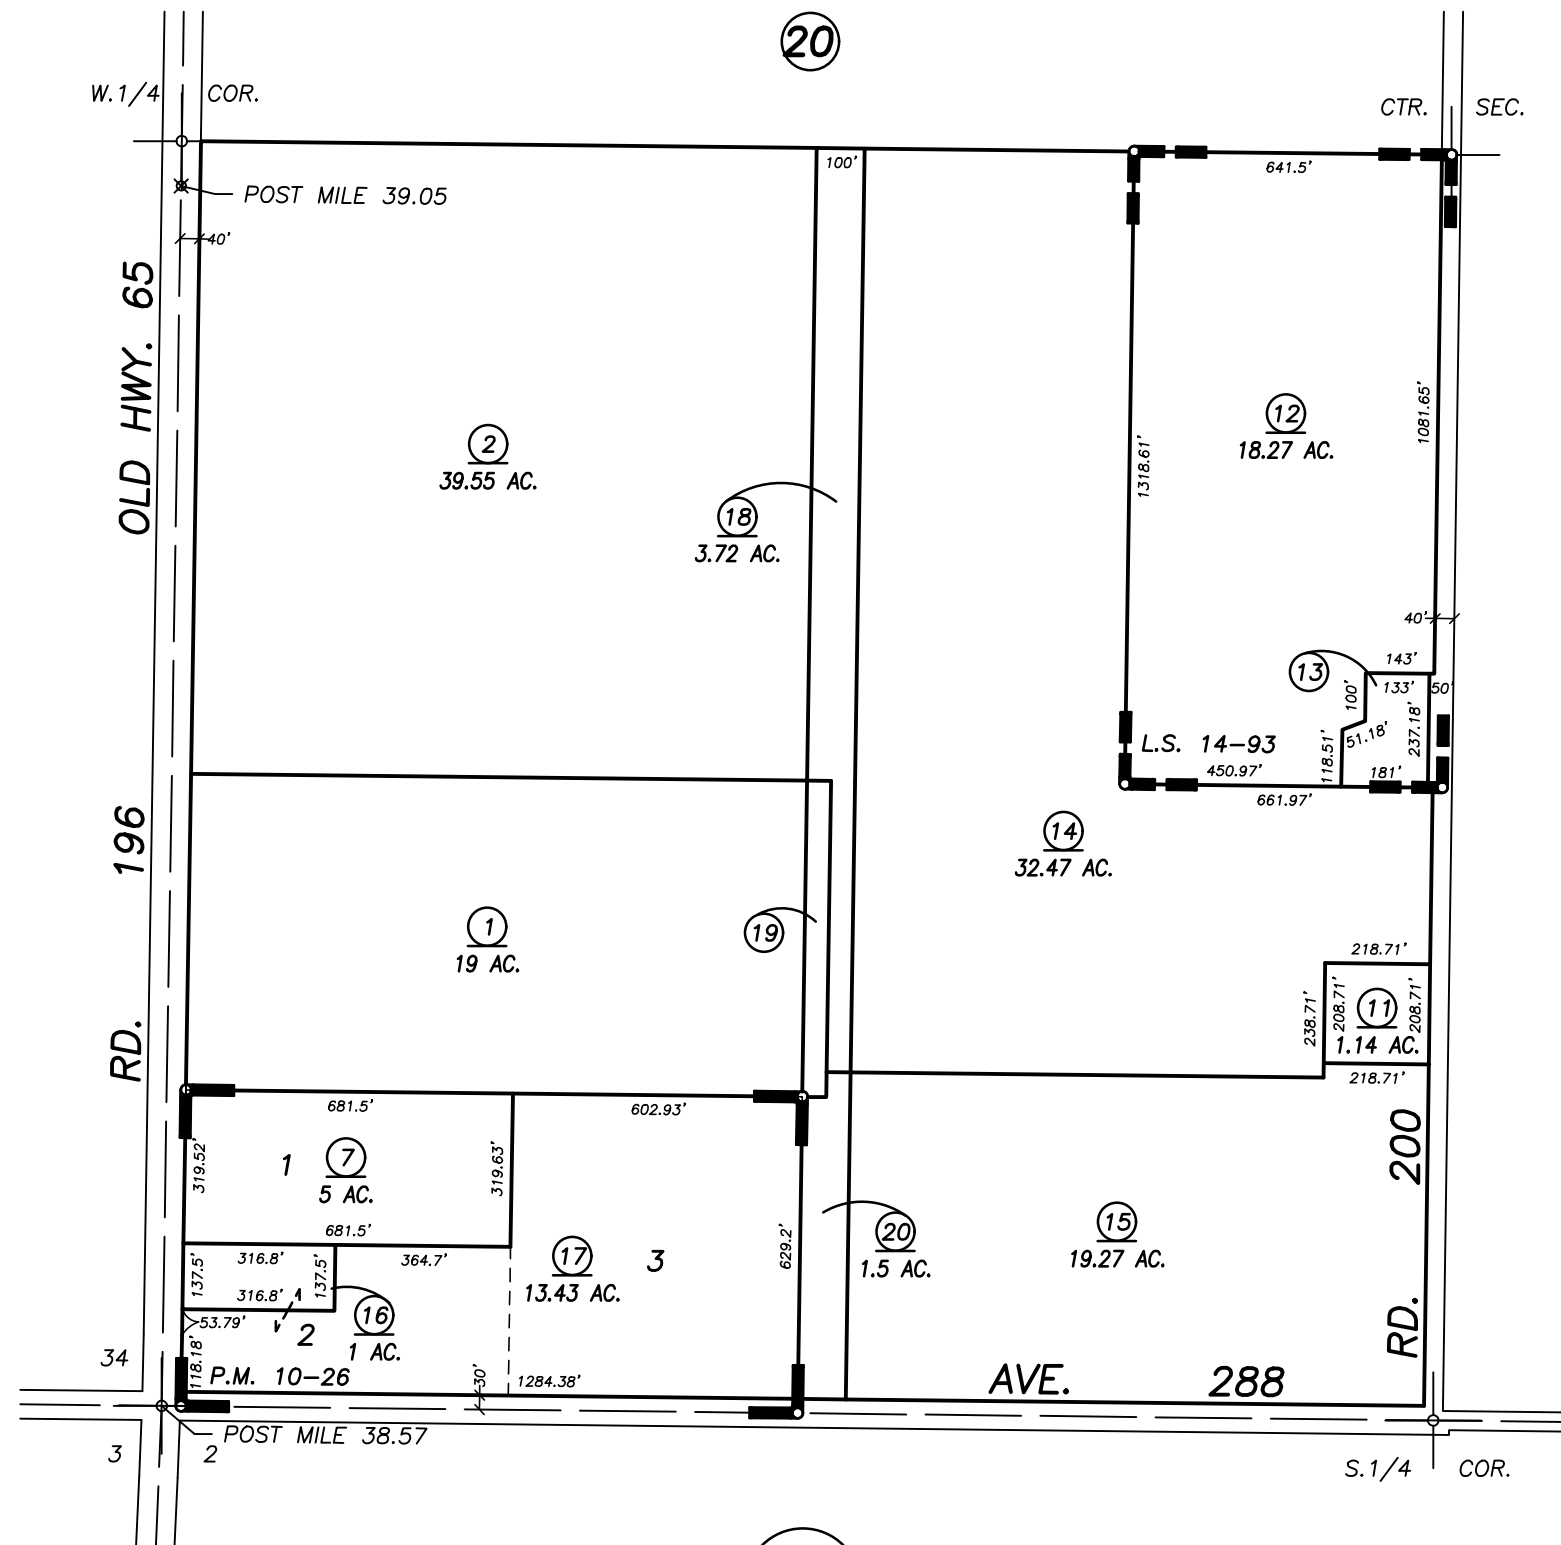 20
W.1/4 COR.
CTR. SEC.
100'
641.5'
POST MILE 39.05
40'
OLD HWY. 65
1081.65'
12
18.27 AC.
2
39.55 AC.
1318.61'
18
3.72 AC.
40'
13
143'
133'
50'
100'
51.18'
237.18'
118.51'
L.S. 14-93
450.97'
181'
661.97'
RD. 196
14
32.47 AC.
1
19 AC.
19
218.71'
238.71'
208.71'
208.71'
11
1.14 AC.
218.71'
681.5'
602.93'
319.52'
1
7
5 AC.
319.63'
RD. 200
681.5'
316.8'
364.7'
137.5'
137.5'
316.8'
17
13.43 AC.
3
629.2'
20
1.5 AC.
15
19.27 AC.
53.79'
2
16
1 AC.
118.18'
34
P.M. 10-26
30'
1284.38'
AVE. 288
POST MILE 38.57
3
2
S.1/4 COR.